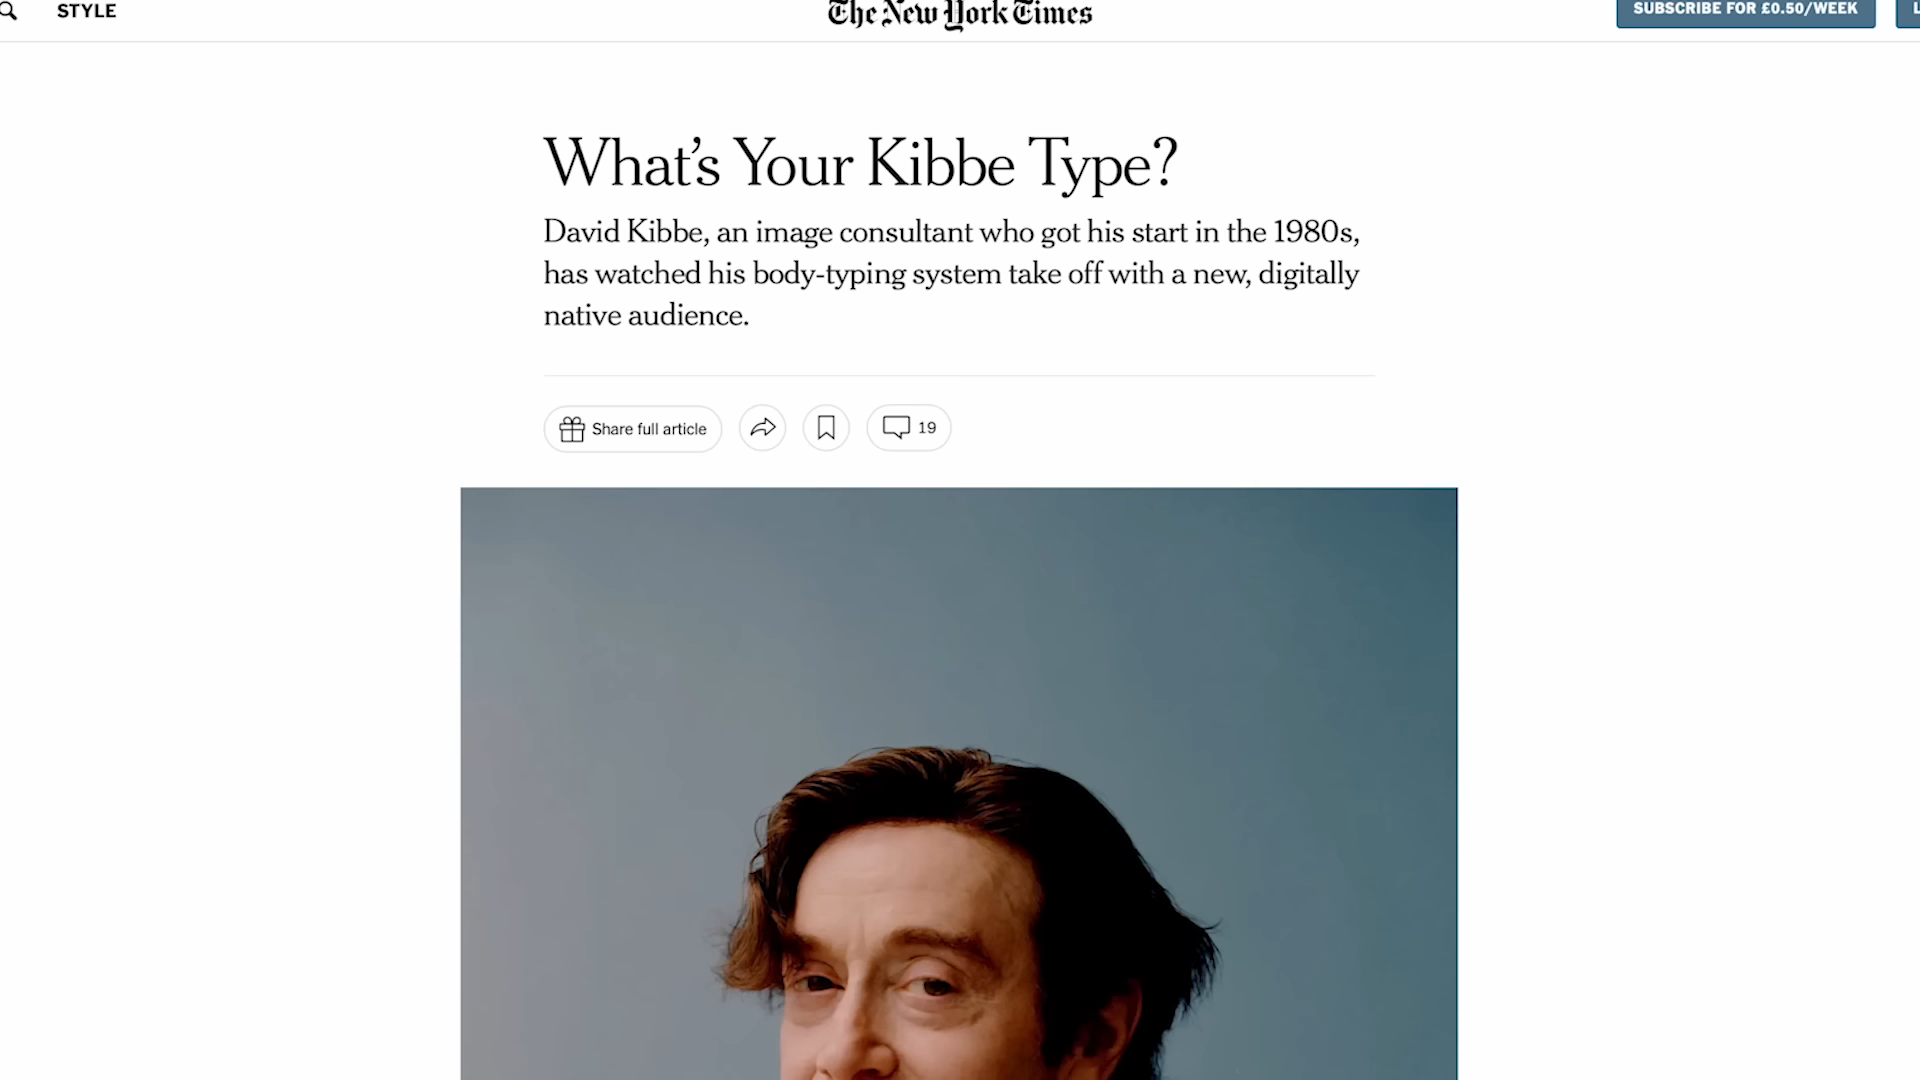 STYLE
The New York Times
SUBSCRIBE FOR £0.50/WEEK
What's Your Kibbe Type?
David Kibbe, an image consultant who got his start in the 1980s,
has watched his body-typing system take off with a new, digitally
native audience.
Share full article
19